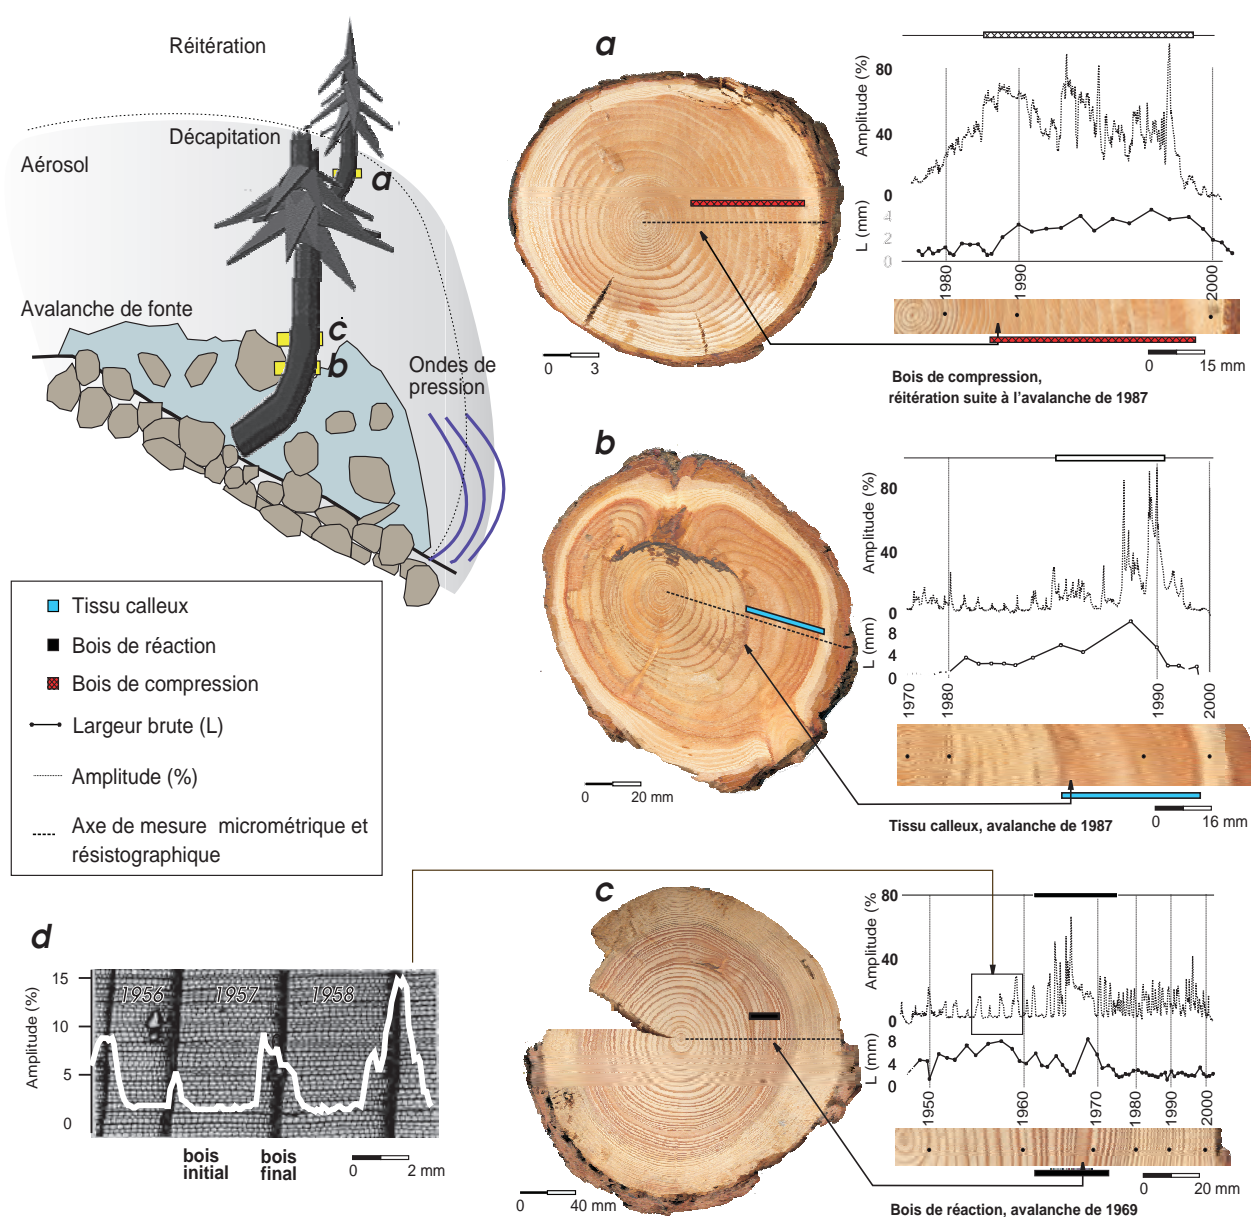 Réitération
Décapitation
Aérosol
a
Avalanche de fonte
c
b
Ondes de
pression
Tissu calleux
Bois de réaction
Bois de compression
Largeur brute (L)
Amplitude (%)
Axe de mesure micrométrique et
résistographique
a
0 3
Amplitude (%)
80
40
0
L (mm)
4
2
0
1980
1990
2000
0 15 mm
Bois de compression,
réitération suite à l'avalanche de 1987
b
0 20 mm
Amplitude (%)
80
40
0
L (mm)
8
4
0
1970
1980
1990
2000
Tissu calleux, avalanche de 1987
0 16 mm
c
0 40 mm
Amplitude (%
80
40
0
L (mm)
8
4
0
1950
1960
1970
1980
1990
2000
0 20 mm
Bois de réaction, avalanche de 1969
d
Amplitude (%)
15
10
5
0
1956 1957 1958
bois
initial
bois
final
0 2 mm